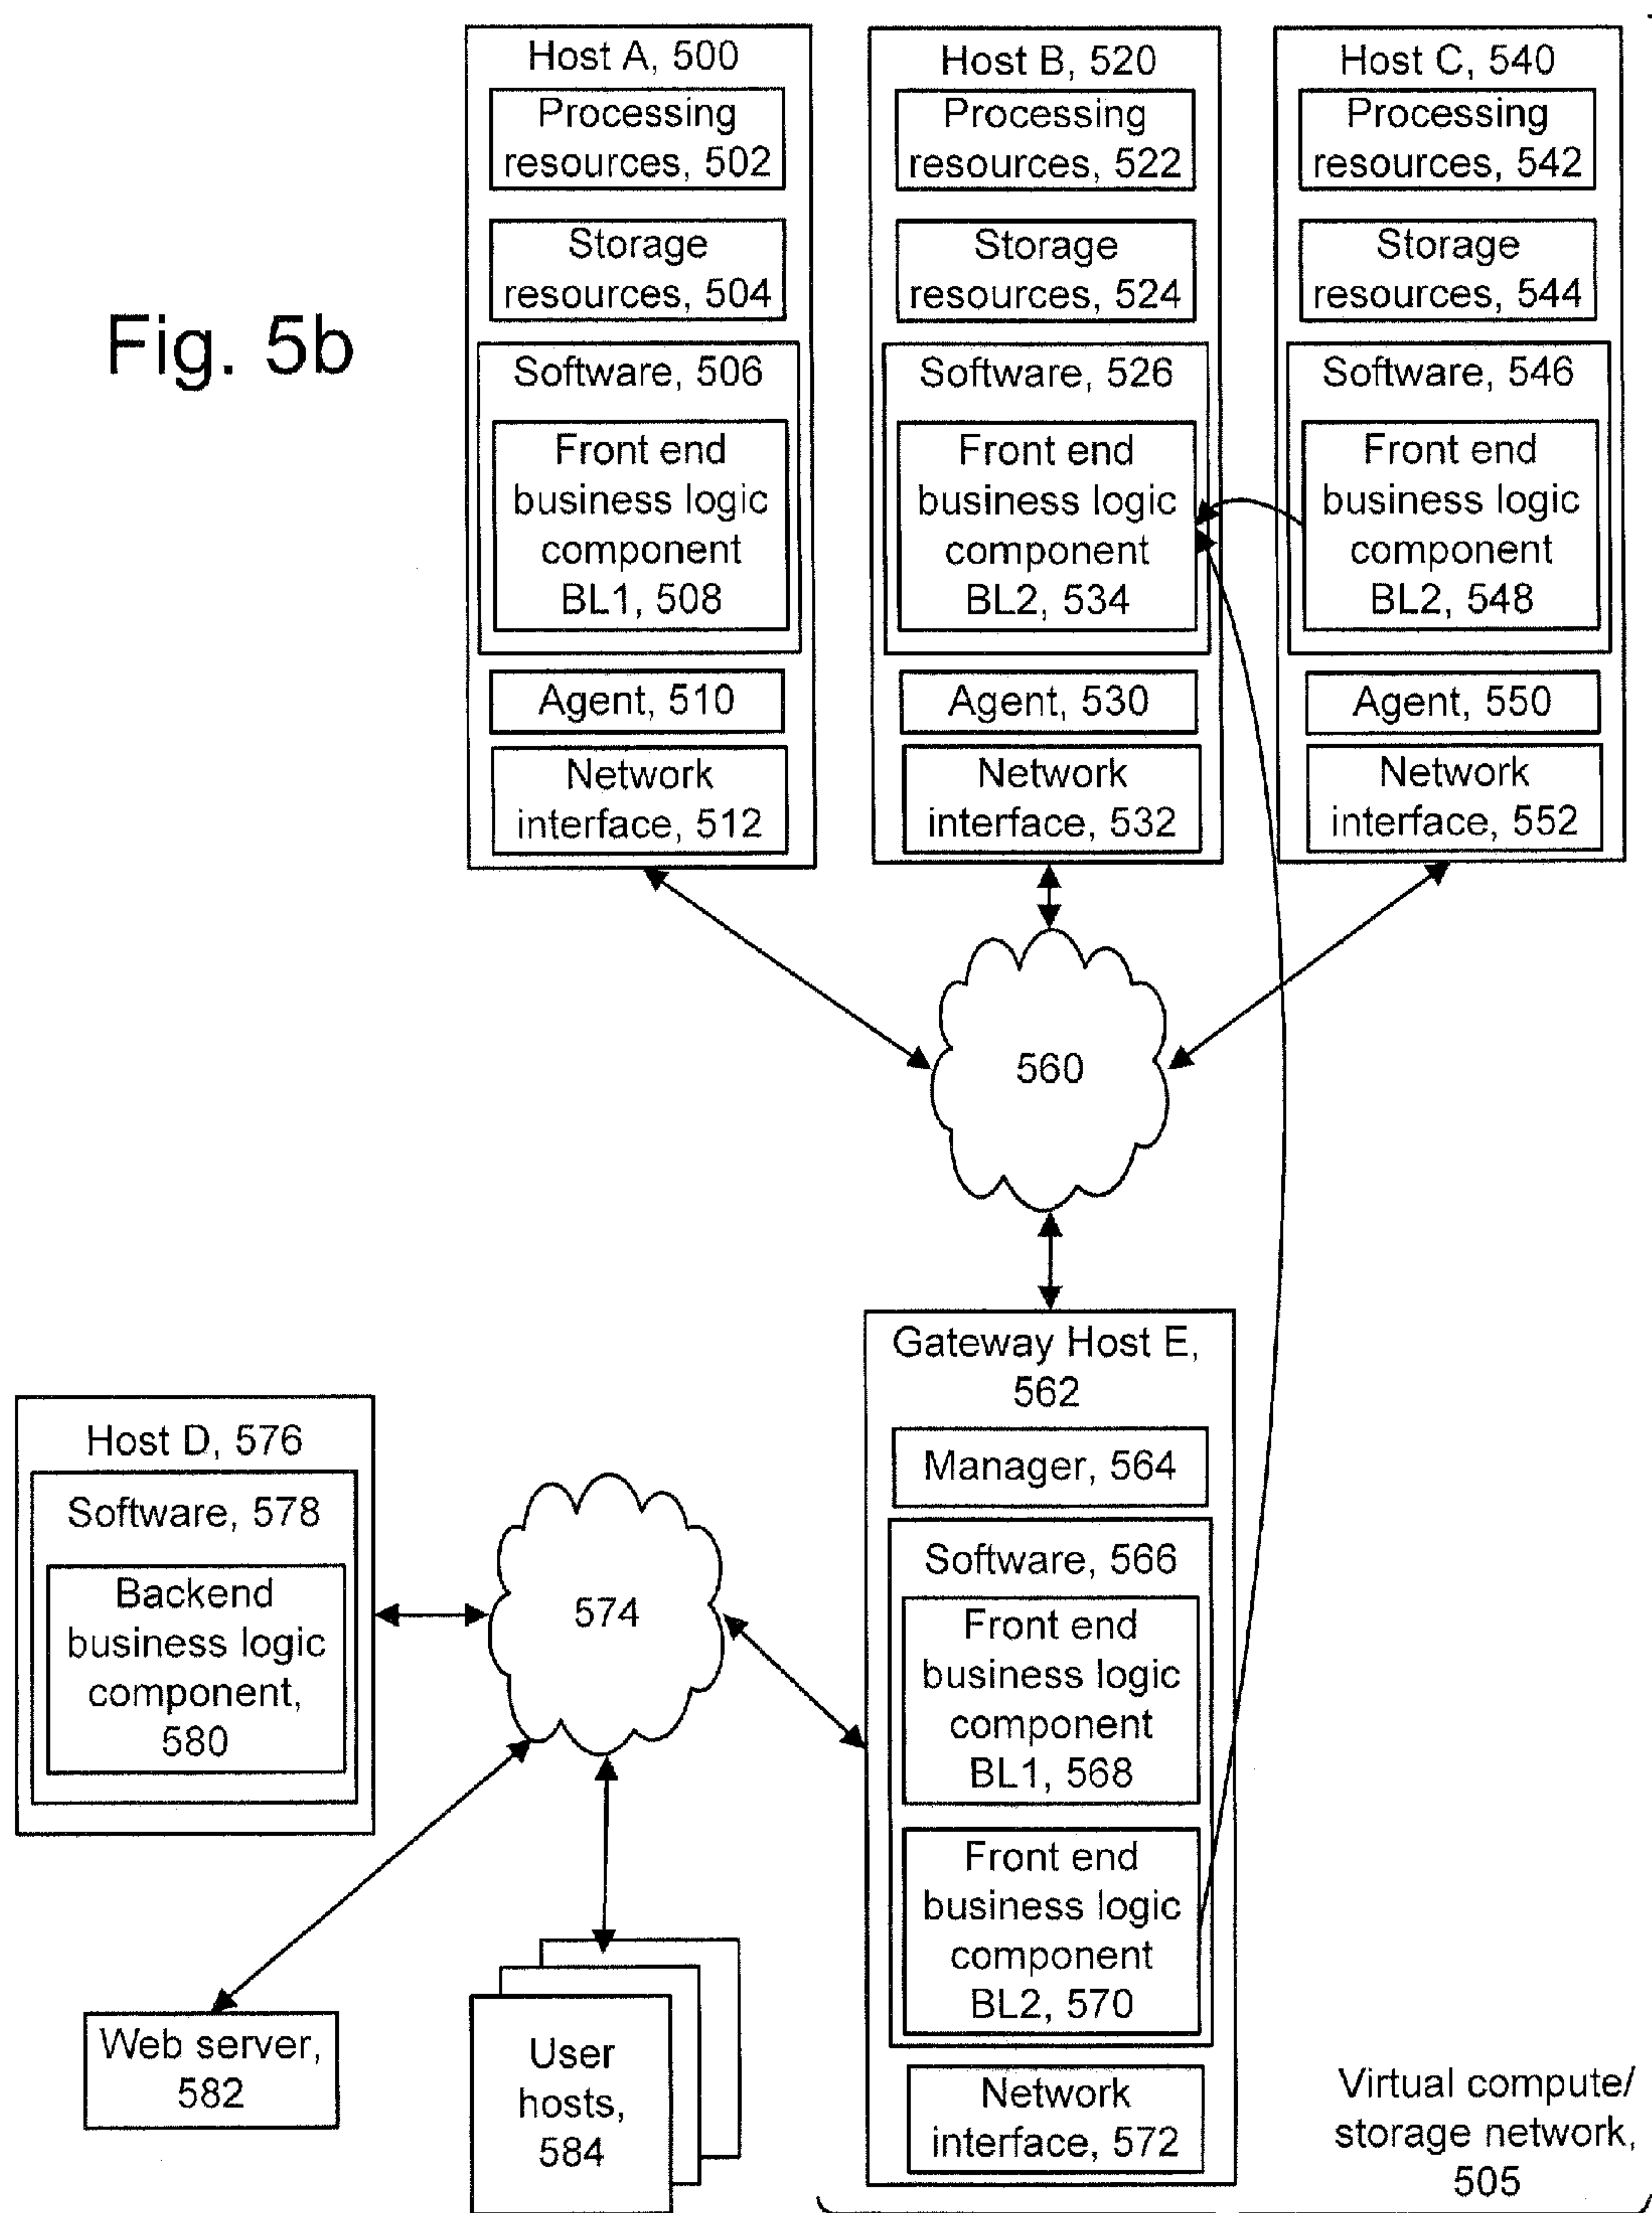 Fig. 5b
Host A, 500
Processing
resources, 502
Storage
resources, 504
Software, 506
Front end
business logic
component
BL1, 508
Agent, 510
Network
interface, 512
Host B, 520
Processing
resources, 522
Storage
resources, 524
Software, 526
Front end
business logic
component
BL2, 534
Agent, 530
Network
interface, 532
Host C, 540
Processing
resources, 542
Storage
resources, 544
Software, 546
Front end
business logic
component
BL2, 548
Agent, 550
Network
interface, 552
560
Gateway Host E,
562
Manager, 564
Software, 566
Front end
business logic
component
BL1, 568
Front end
business logic
component
BL2, 570
Network
interface, 572
Host D, 576
Software, 578
Backend
business logic
component,
580
574
Web server,
582
User
hosts,
584
Virtual compute/
storage network,
505